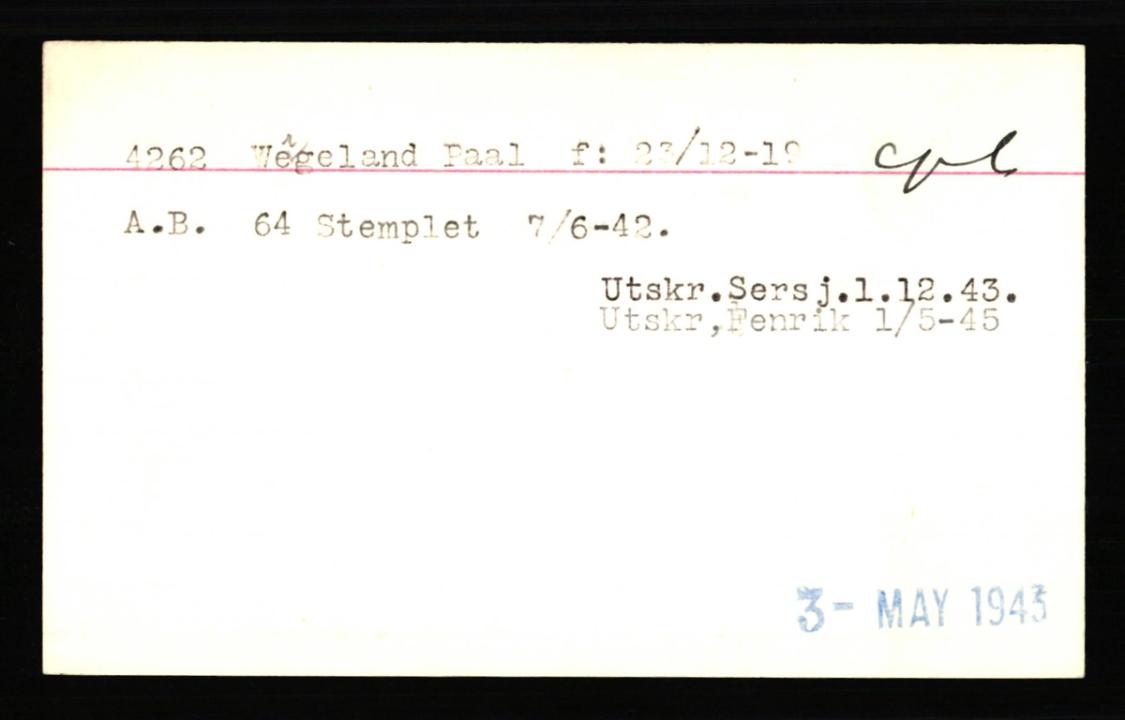 4262 Wêgeland Paal f: 23/12-19 cpl
A.B. 64 Stemplet 7/6-42.
Utskr.Sersj.1.12.43.
Utskr,Fenrik 1/5-45
3- MAY 1943